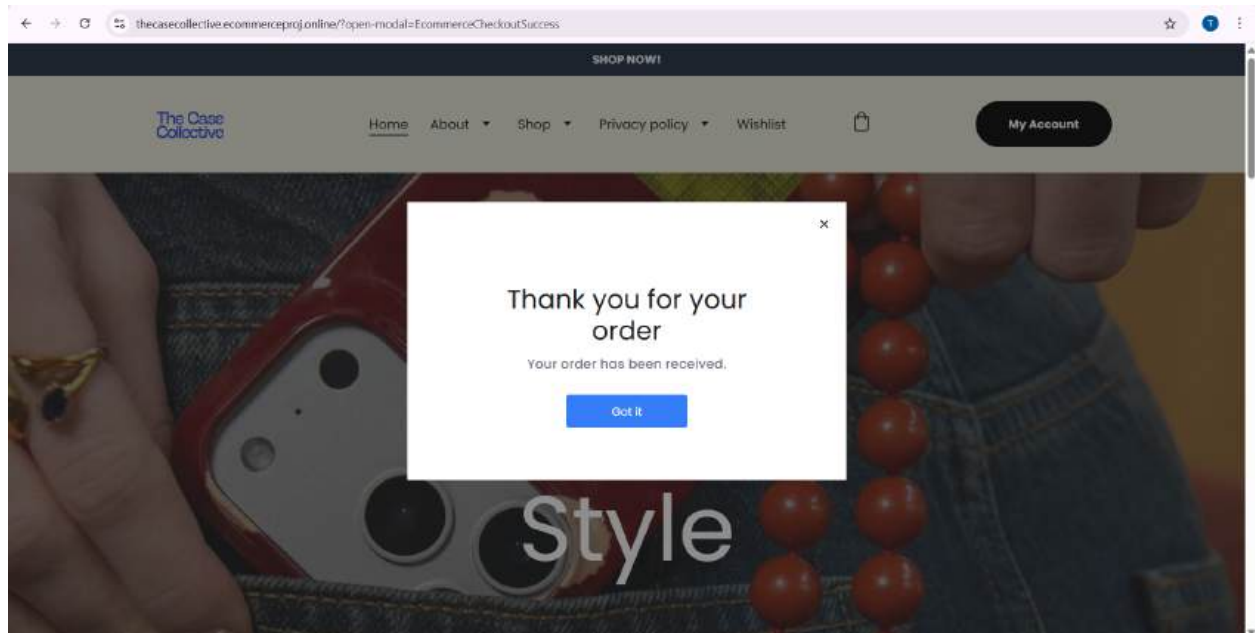 thecasecollective.ecommerceproj.online/?open-modal=EcommerceCheckoutSuccess
T
SHOP NOW!
The Case
Collective
Home About Shop Privacy policy Wishlist My Account
×
Thank you for your
order
Your order has been received.
Got it
Style